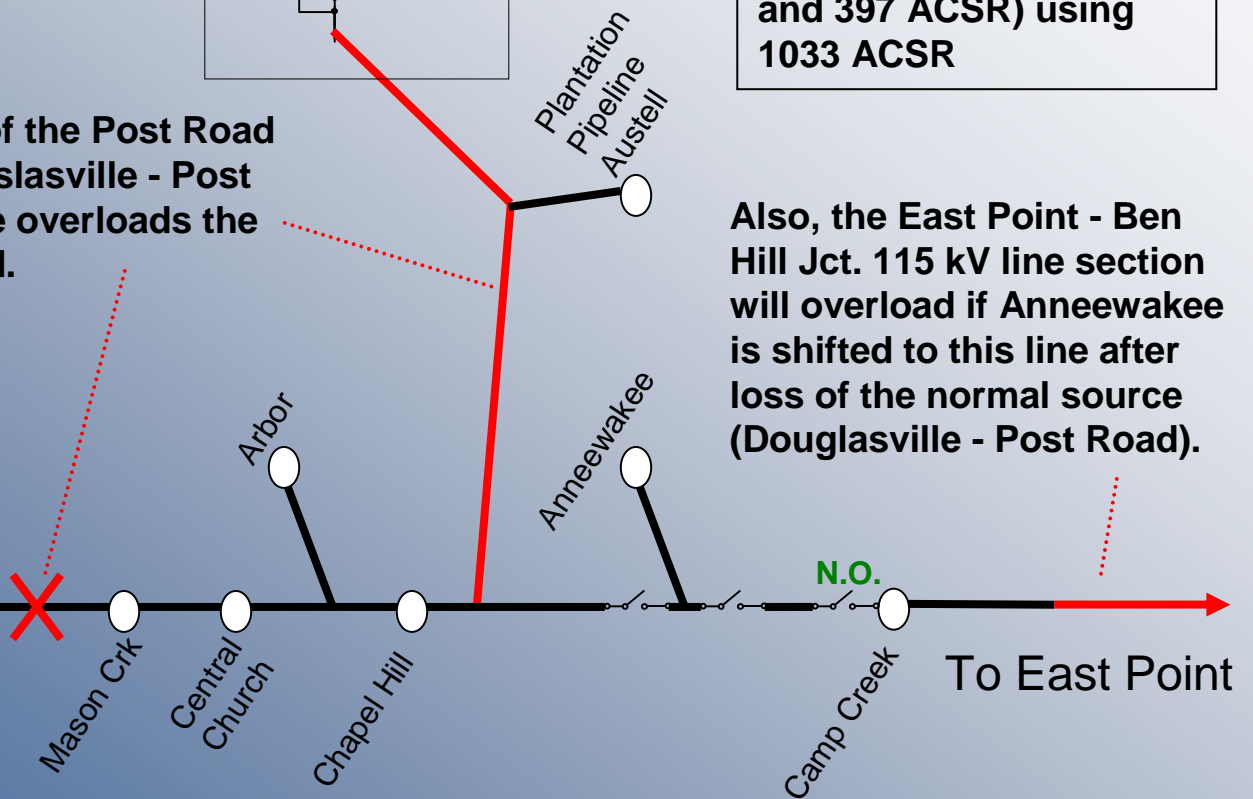 and 397 ACSR) using
1033 ACSR
Plantation
Pipeline
Austell
of the Post Road
slasville - Post
e overloads the
Also, the East Point - Ben
Hill Jct. 115 kV line section
will overload if Anneewakee
is shifted to this line after
loss of the normal source
(Douglasville - Post Road).
Arbor
Anneewakee
N.O.
Mason Crk
Central
Church
Chapel Hill
Camp Creek
To East Point